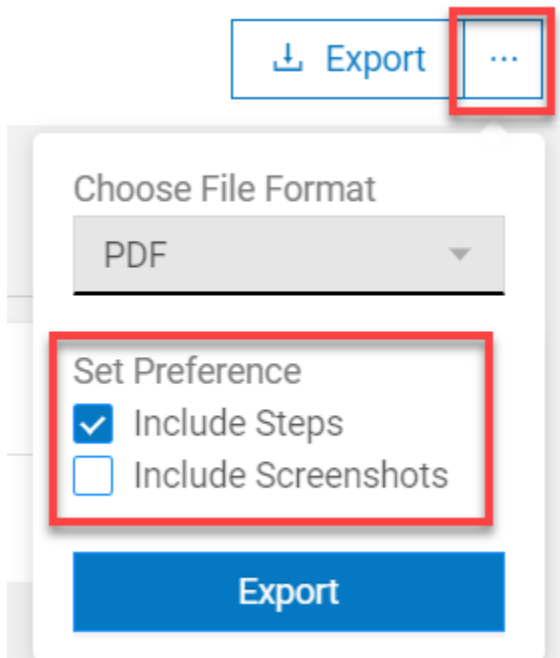 Export ...
Choose File Format
PDF
Set Preference
Include Steps
Include Screenshots
Export